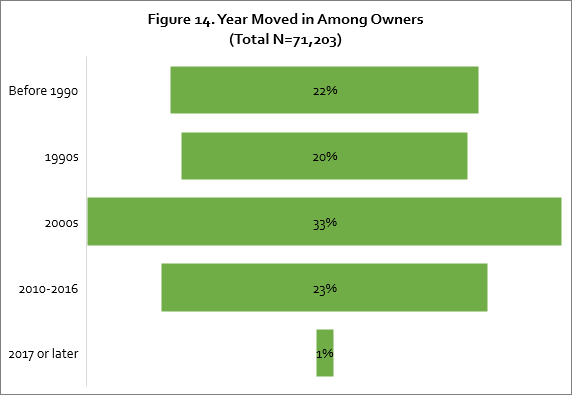 Figure 14. Year Moved in Among Owners
(Total N=71,203)
Before 1990
22%
1990s
20%
2000s
33%
2010-2016
23%
2017 or later
1%